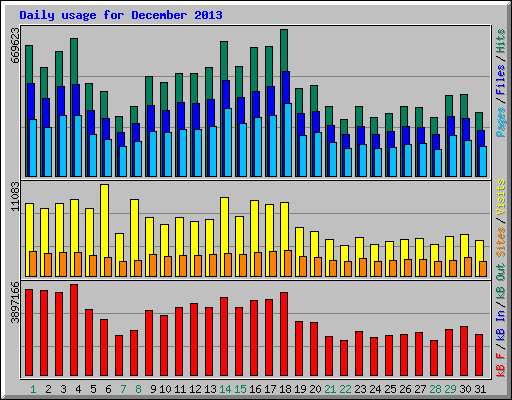 Daily usage for December 2013
669623
Pages / Files / Hits
11083
Sites / Visits
3897166
kB F / kB In / kB Out
1 2 3 4 5 6 7 8 9 10 11 12 13 14 15 16 17 18 19 20 21 22 23 24 25 26 27 28 29 30 31